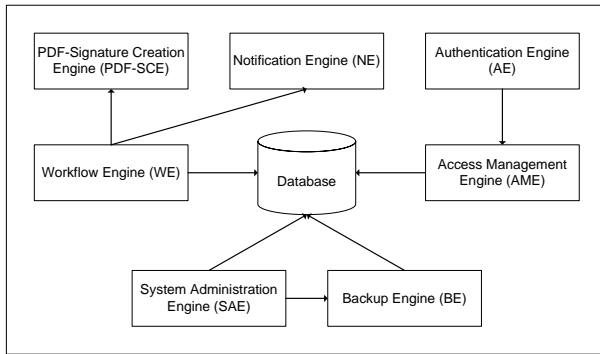 PDF-Signature Creation
Engine (PDF-SCE)
Notification Engine (NE)
Authentication Engine
(AE)
Workflow Engine (WE)
Database
Access Management
Engine (AME)
System Administration
Engine (SAE)
Backup Engine (BE)